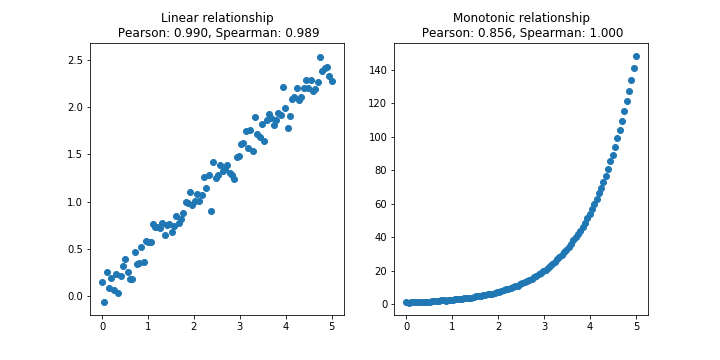 Linear relationship
Pearson: 0.990, Spearman: 0.989
2.5
2.0
1.5
1.0
0.5
0.0
0 1 2 3 4 5
Monotonic relationship
Pearson: 0.856, Spearman: 1.000
140
120
100
80
60
40
20
0
0 1 2 3 4 5